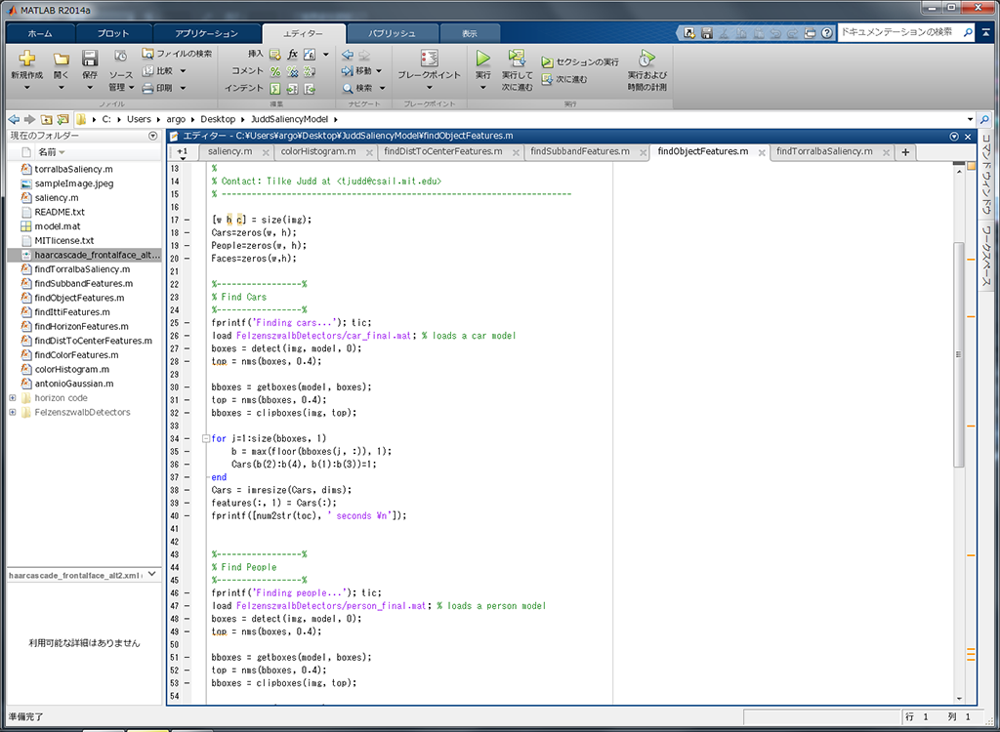 MATLAB R2014a
ホーム プロット アプリケーション エディター パブリッシュ 表示
ドキュメンテーションの検索
新規作成 開く 保存 ソース管理 ファイルの検索 比較 印刷
ファイル
挿入 fx
コメント
インデント
編集
移動
検索
ナビゲート
ブレークポイント
ブレークポイント
実行 実行して次に進む セクションの実行 次に進む 実行および時間の計測
実行
C: Users argo Desktop JuddSaliencyModel
現在のフォルダー
名前
torralbaSaliency.m
sampleImage.jpeg
saliency.m
README.txt
model.mat
MITlicense.txt
haarcascade_frontalface_alt...
findTorralbaSaliency.m
findSubbandFeatures.m
findObjectFeatures.m
findIttiFeatures.m
findHorizonFeatures.m
findDistToCenterFeatures.m
findColorFeatures.m
colorHistogram.m
antonioGaussian.m
horizon code
FelzenszwalbDetectors
haarcascade_frontalface_alt2.xml (
利用可能な詳細はありません
エディター - C:¥Users¥argo¥Desktop¥JuddSaliencyModel¥findObjectFeatures.m
+1 saliency.m colorHistogram.m findDistToCenterFeatures.m findSubbandFeatures.m findObjectFeatures.m findTorralbaSaliency.m +
13 %
14 % Contact: Tilke Judd at <tjudd@csail.mit.edu>
15 % ----------------------------------------------------------------------
16
17 – [w h c] = size(img);
18 – Cars=zeros(w, h);
19 – People=zeros(w, h);
20 – Faces=zeros(w,h);
21
22 %-----------------%
23 % Find Cars
24 %-----------------%
25 – fprintf('Finding cars...'); tic;
26 – load FelzenszwalbDetectors/car_final.mat; % loads a car model
27 – boxes = detect(img, model, 0);
28 – top = nms(boxes, 0.4);
29
30 – bboxes = getboxes(model, boxes);
31 – top = nms(bboxes, 0.4);
32 – bboxes = clipboxes(img, top);
33
34 – for j=1:size(bboxes, 1)
35 – b = max(floor(bboxes(j, :)), 1);
36 – Cars(b(2):b(4), b(1):b(3))=1;
37 – end
38 – Cars = imresize(Cars, dims);
39 – features(:, 1) = Cars(:);
40 – fprintf([num2str(toc), ' seconds ¥n']);
41
42
43 %-----------------%
44 % Find People
45 %-----------------%
46 – fprintf('Finding people...'); tic;
47 – load FelzenszwalbDetectors/person_final.mat; % loads a person model
48 – boxes = detect(img, model, 0);
49 – top = nms(boxes, 0.4);
50
51 – bboxes = getboxes(model, boxes);
52 – top = nms(bboxes, 0.4);
53 – bboxes = clipboxes(img, top);
54
コマンド ウィンドウ
ワークスペース
準備完了
行 1 列 1